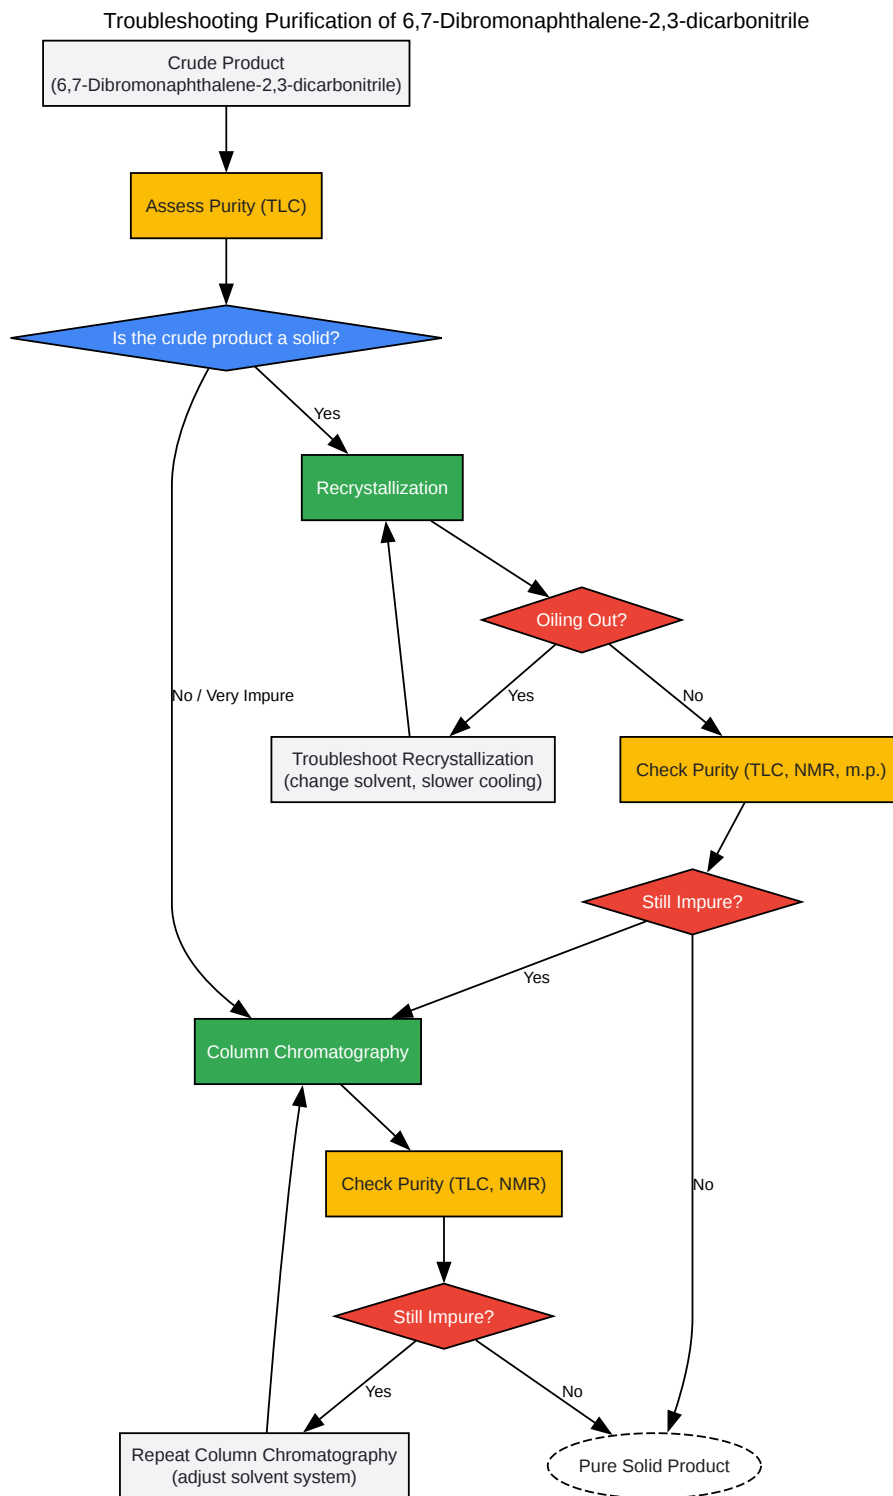 Troubleshooting Purification of 6,7-Dibromonaphthalene-2,3-dicarbonitrile
Crude Product
(6,7-Dibromonaphthalene-2,3-dicarbonitrile)
Assess Purity (TLC)
Is the crude product a solid?
Yes
Recrystallization
Oiling Out?
No / Very Impure
Yes
No
Troubleshoot Recrystallization
(change solvent, slower cooling)
Check Purity (TLC, NMR, m.p.)
Still Impure?
Yes
Column Chromatography
Check Purity (TLC, NMR)
No
Still Impure?
Yes
No
Repeat Column Chromatography
(adjust solvent system)
Pure Solid Product